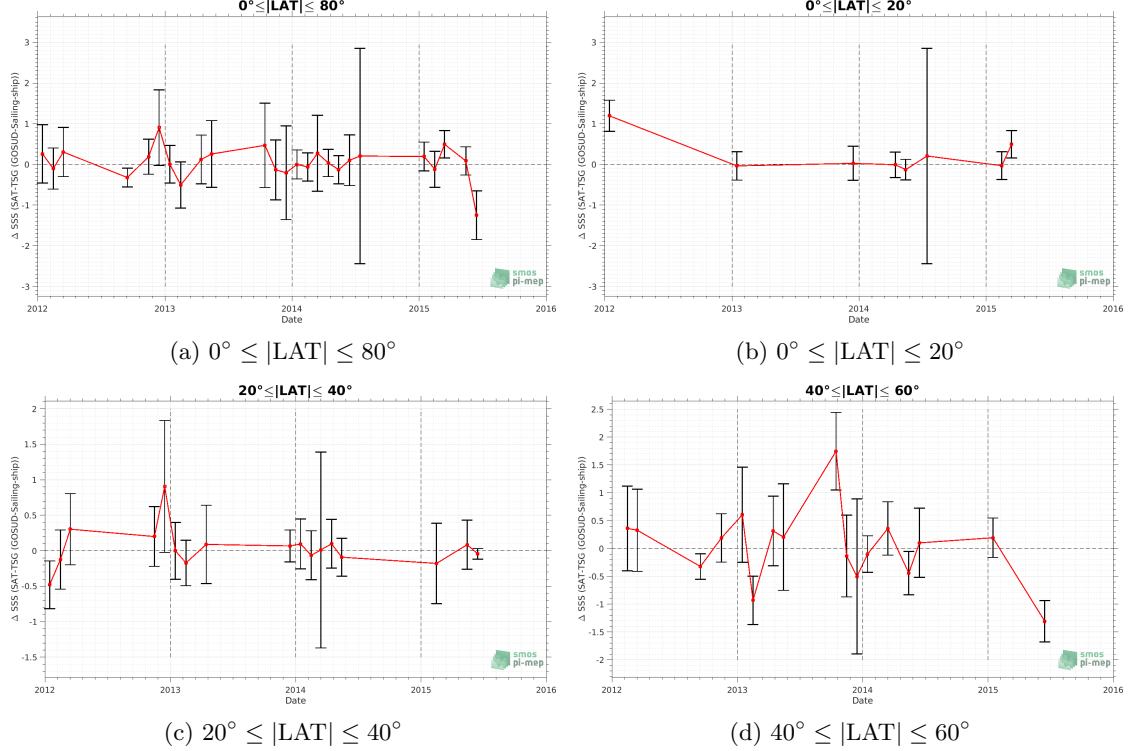 0°≤|LAT|≤ 80°
Δ SSS (SAT-TSG (GOSUD-Sailing-ship))
3
2
1
0
-1
-2
-3
2012 2013 2014 2015 2016
Date
smos
pi-mep
(a) 0° ≤ |LAT| ≤ 80°
0°≤|LAT|≤ 20°
Δ SSS (SAT-TSG (GOSUD-Sailing-ship))
3
2
1
0
-1
-2
-3
2012 2013 2014 2015 2016
Date
smos
pi-mep
(b) 0° ≤ |LAT| ≤ 20°
20°≤|LAT|≤ 40°
Δ SSS (SAT-TSG (GOSUD-Sailing-ship))
2
1.5
1
0.5
0
-0.5
-1
-1.5
2012 2013 2014 2015 2016
Date
smos
pi-mep
(c) 20° ≤ |LAT| ≤ 40°
40°≤|LAT|≤ 60°
Δ SSS (SAT-TSG (GOSUD-Sailing-ship))
2.5
2
1.5
1
0.5
0
-0.5
-1
-1.5
-2
2012 2013 2014 2015 2016
Date
smos
pi-mep
(d) 40° ≤ |LAT| ≤ 60°